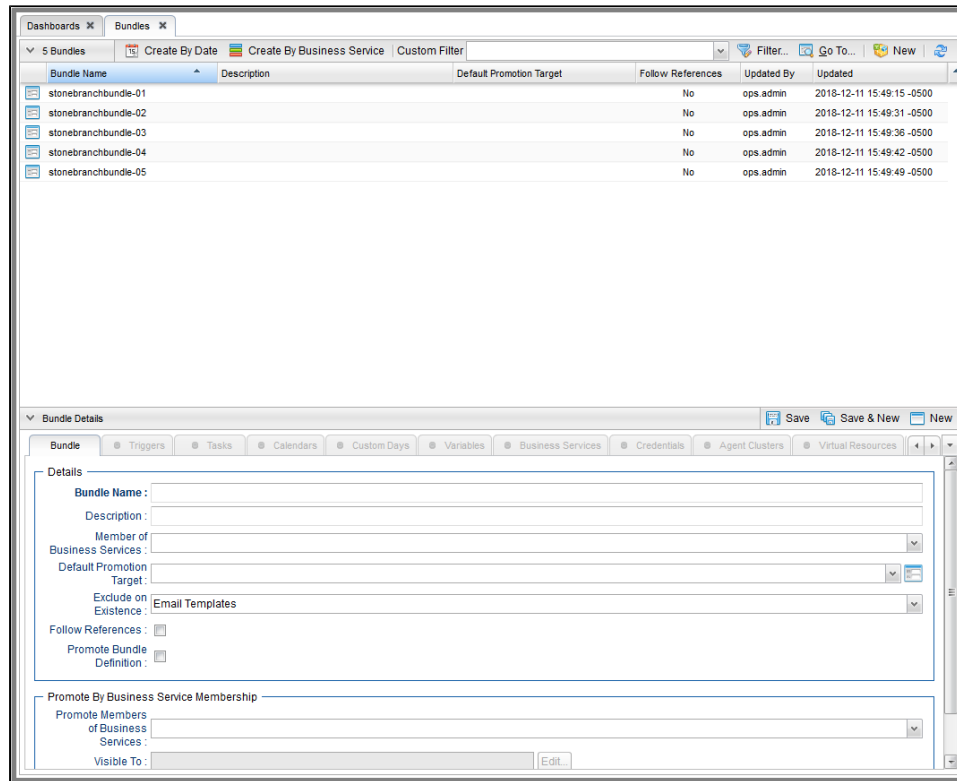 Dashboards Bundles
5 Bundles 15 Create By Date Create By Business Service Custom Filter Filter... Go To... New
Bundle Name Description Default Promotion Target Follow References Updated By Updated
stonebranchbundle-01 No ops.admin 2018-12-11 15:49:15 -0500
stonebranchbundle-02 No ops.admin 2018-12-11 15:49:31 -0500
stonebranchbundle-03 No ops.admin 2018-12-11 15:49:36 -0500
stonebranchbundle-04 No ops.admin 2018-12-11 15:49:42 -0500
stonebranchbundle-05 No ops.admin 2018-12-11 15:49:49 -0500
Bundle Details Save Save & New New
Bundle Triggers Tasks Calendars Custom Days Variables Business Services Credentials Agent Clusters Virtual Resources
Details
Bundle Name :
Description :
Member of
Business Services :
Default Promotion
Target :
Exclude on
Existence : Email Templates
Follow References :
Promote Bundle
Definition :
Promote By Business Service Membership
Promote Members
of Business
Services :
Visible To : Edit...